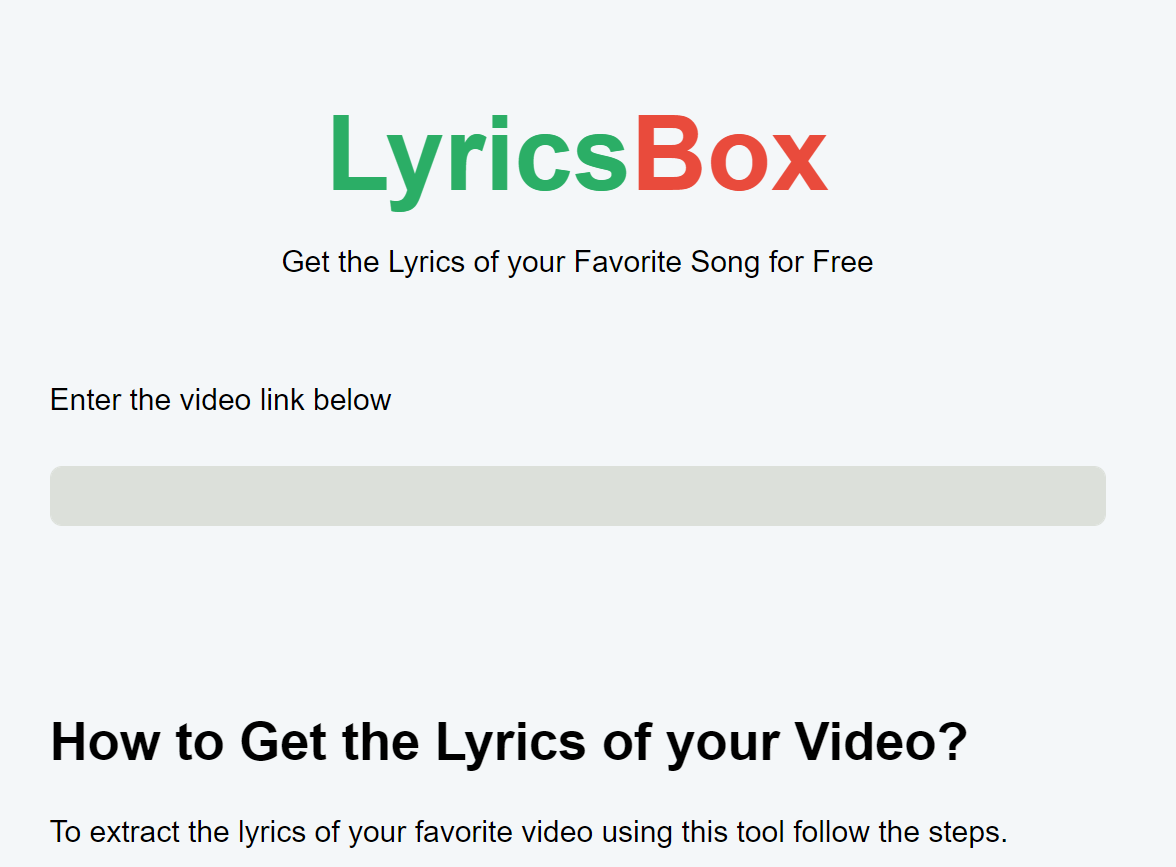 LyricsBox
Get the Lyrics of your Favorite Song for Free
Enter the video link below
How to Get the Lyrics of your Video?
To extract the lyrics of your favorite video using this tool follow the steps.